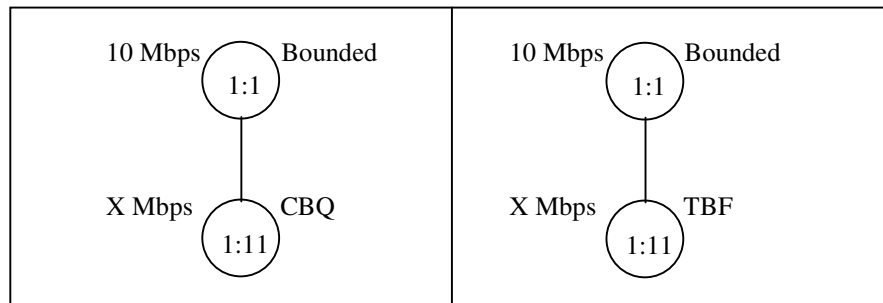 10 Mbps Bounded
1:1
X Mbps CBQ
1:11
10 Mbps Bounded
1:1
X Mbps TBF
1:11